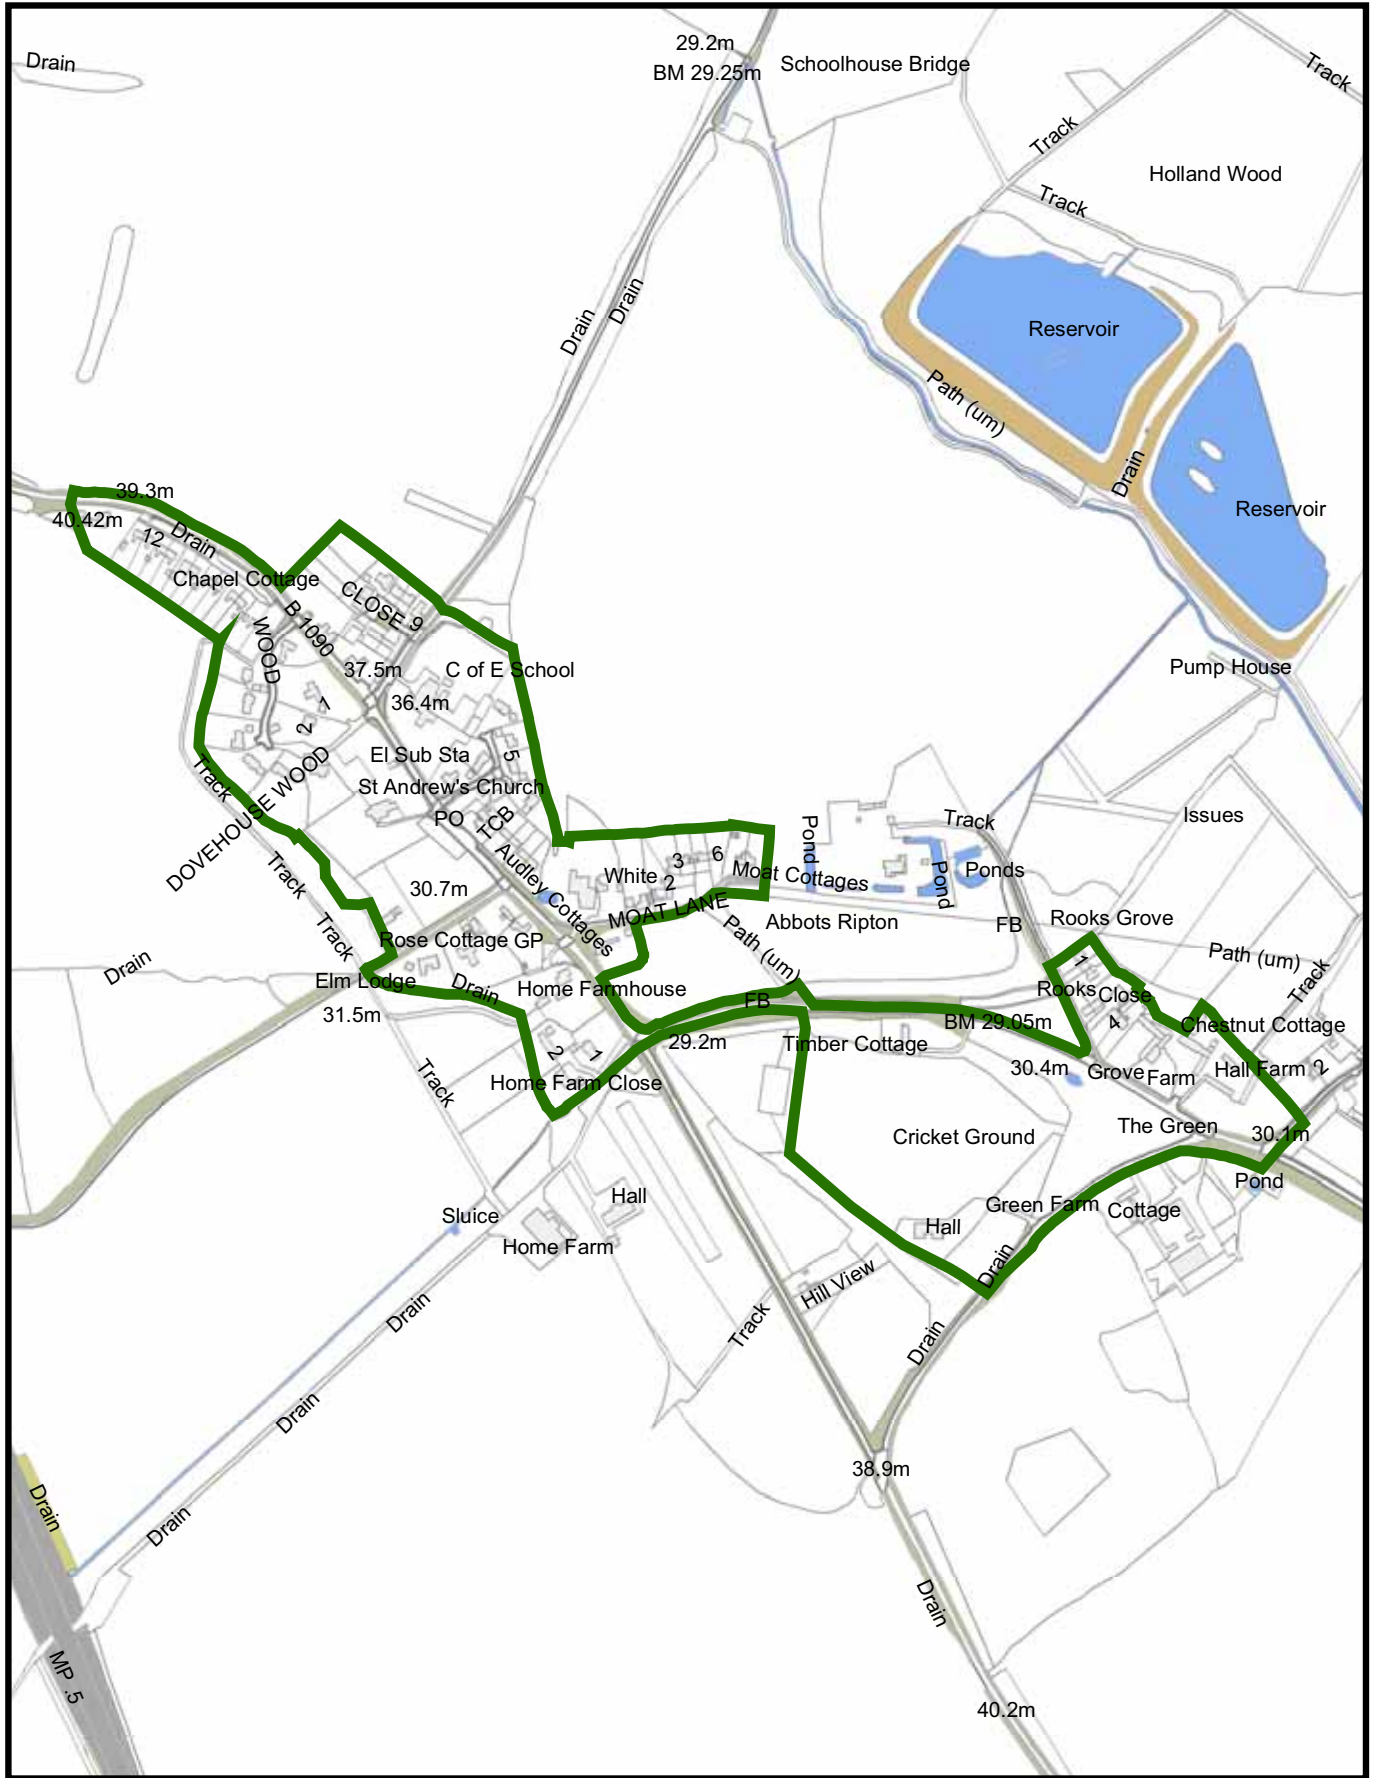 29.2m
BM 29.25m
Schoolhouse Bridge
Drain
Track
Track
Holland Wood
Track
Drain
Drain
Reservoir
Path (um)
Drain
Reservoir
39.3m
40.42m
12
Drain
Chapel Cottage
CLOSE
9
B 1090
WOOD
37.5m
C of E School
36.4m
1
2
Pump House
El Sub Sta
5
St Andrew's Church
Track
DOVEHOUSE WOOD
PO
TCB
Track
Issues
Pond
Audley Cottages
White
3
6
2
Moat Cottages
Pond
Ponds
Track
30.7m
MOAT LANE
Abbots Ripton
FB
Rooks Grove
Track
Rose Cottage
GP
Path (um)
Path (um)
Track
Drain
Elm Lodge
Drain
Home Farmhouse
FB
1
Rooks Close
4
31.5m
BM 29.05m
Chestnut Cottage
29.2m
Timber Cottage
2
1
30.4m
Grove Farm
Hall Farm
2
Track
Home Farm Close
Cricket Ground
The Green
30.1m
Pond
Hall
Green Farm
Cottage
Sluice
Hall
Home Farm
Drain
Hill View
Drain
Track
Drain
Drain
38.9m
Drain
Drain
Drain
MP .5
40.2m